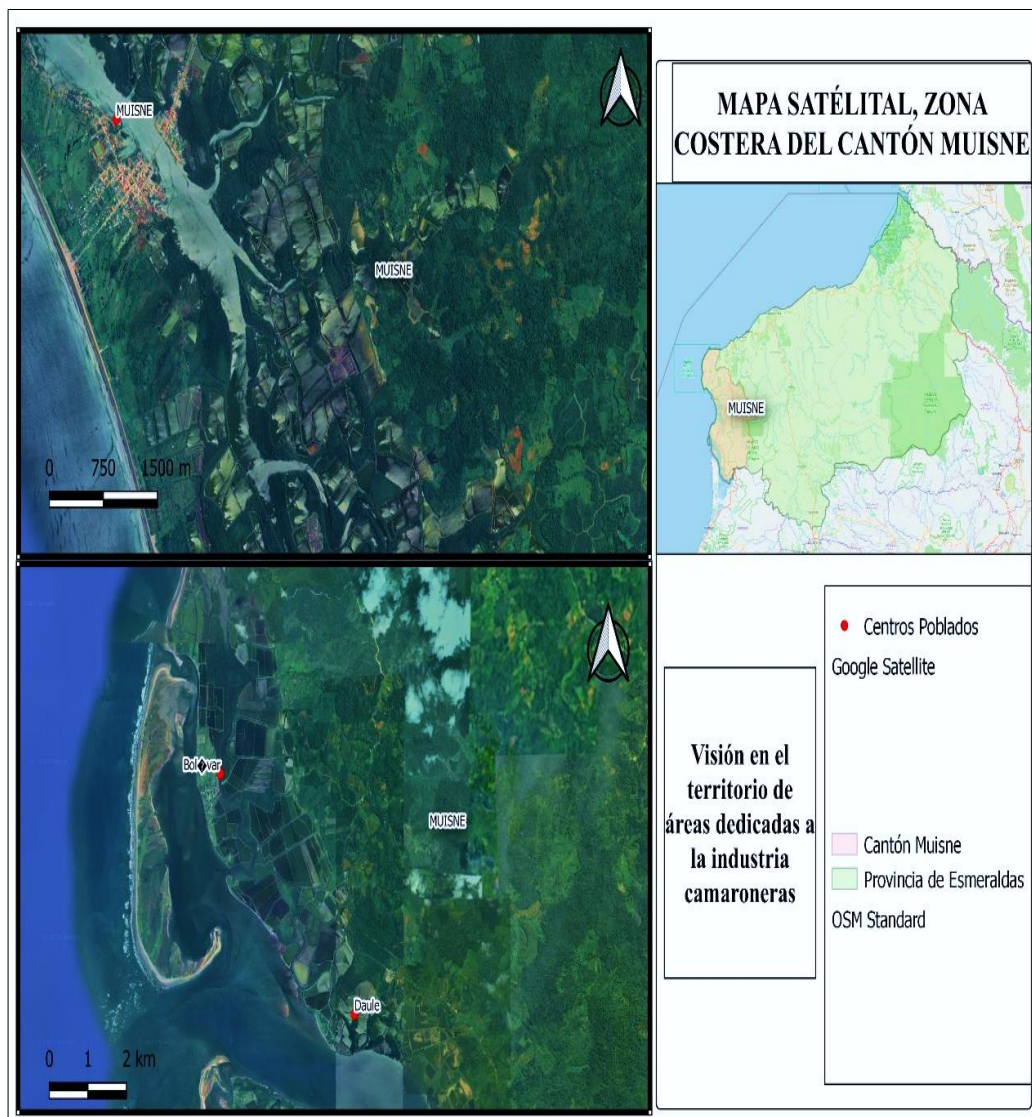 MUISNE
MUISNE
0 750 1500 m
MAPA SATÉLITAL, ZONA
COSTERA DEL CANTÓN MUISNE
MUISNE
Bol�var
MUISNE
Daule
0 1 2 km
Visión en el
territorio de
áreas dedicadas a
la industria
camaroneras
Centros Poblados
Google Satellite
Cantón Muisne
Provincia de Esmeraldas
OSM Standard